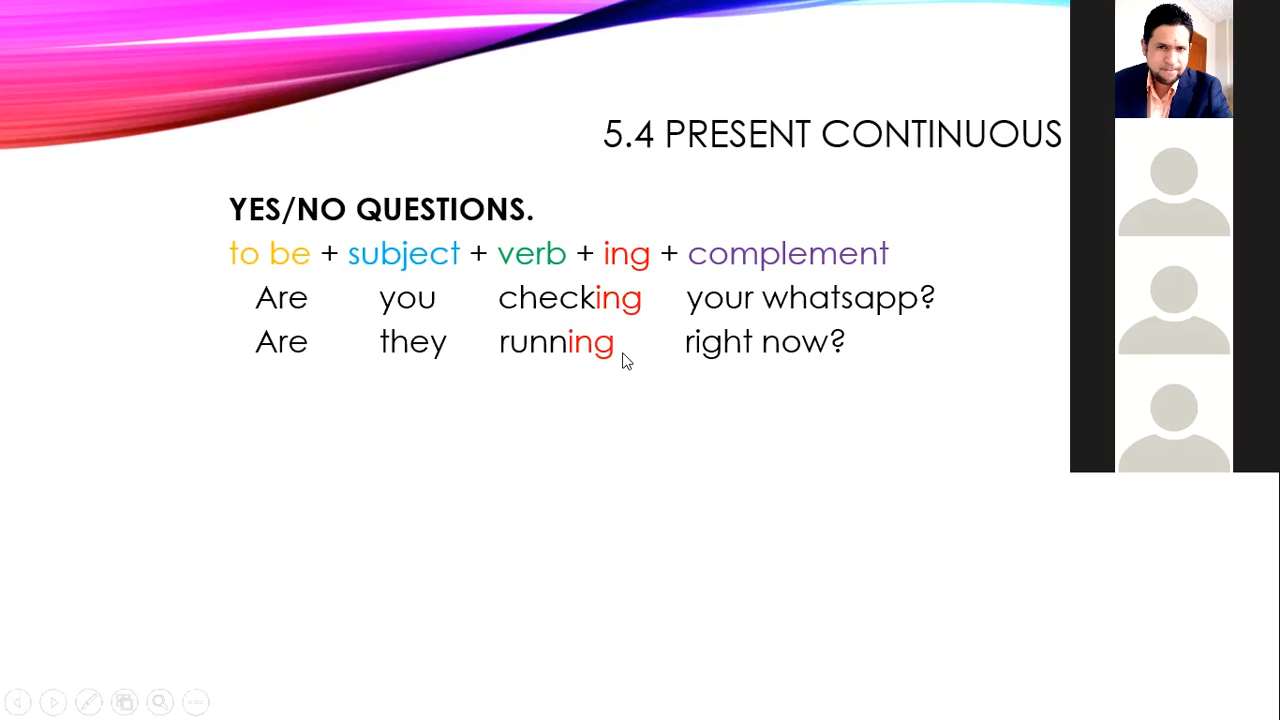 5.4 PRESENT CONTINUOUS
YES/NO QUESTIONS.
to be + subject + verb + ing + complement
Are you checking your whatsapp?
Are they running right now?